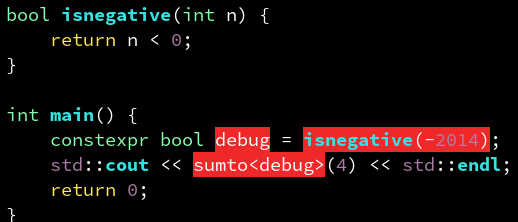 bool isnegative(int n) {
    return n < 0;
}

int main() {
    constexpr bool debug = isnegative(-2014);
    std::cout << sumto<debug>(4) << std::endl;
    return 0;
}